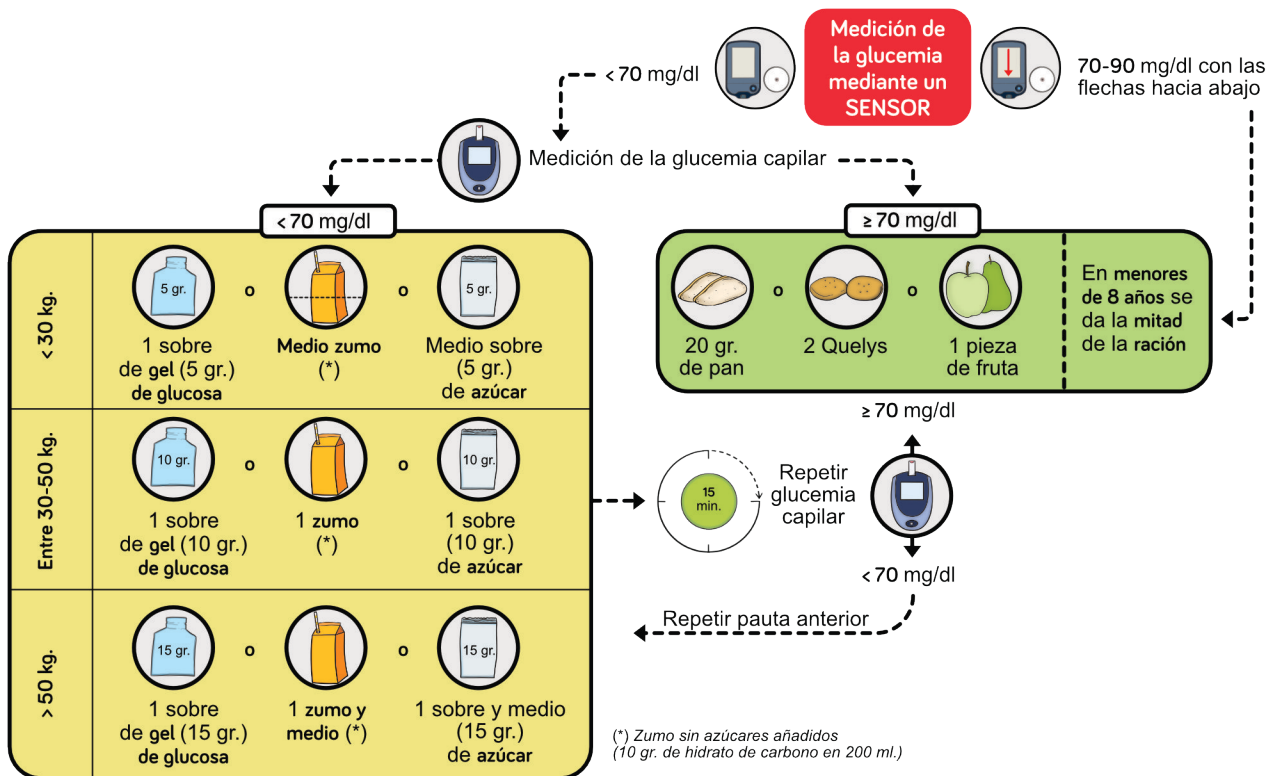 Medición de
la glucemia
mediante un
SENSOR
< 70 mg/dl
70-90 mg/dl con las
flechas hacia abajo
Medición de la glucemia capilar
< 70 mg/dl
≥ 70 mg/dl
< 30 kg.
5 gr.
o
o
5 gr.
1 sobre
de gel (5 gr.)
de glucosa
Medio zumo
(*)
Medio sobre
(5 gr.)
de azúcar
Entre 30-50 kg.
10 gr.
o
o
10 gr.
1 sobre
de gel (10 gr.)
de glucosa
1 zumo
(*)
1 sobre
(10 gr.)
de azúcar
> 50 kg.
15 gr.
o
o
15 gr.
1 sobre
de gel (15 gr.)
de glucosa
1 zumo y
medio (*)
1 sobre y medio
(15 gr.)
de azúcar
o
o
20 gr.
de pan
2 Quelys
1 pieza
de fruta
En menores
de 8 años se
da la mitad
de la ración
≥ 70 mg/dl
15
min.
Repetir
glucemia
capilar
< 70 mg/dl
Repetir pauta anterior
(*) Zumo sin azúcares añadidos
(10 gr. de hidrato de carbono en 200 ml.)